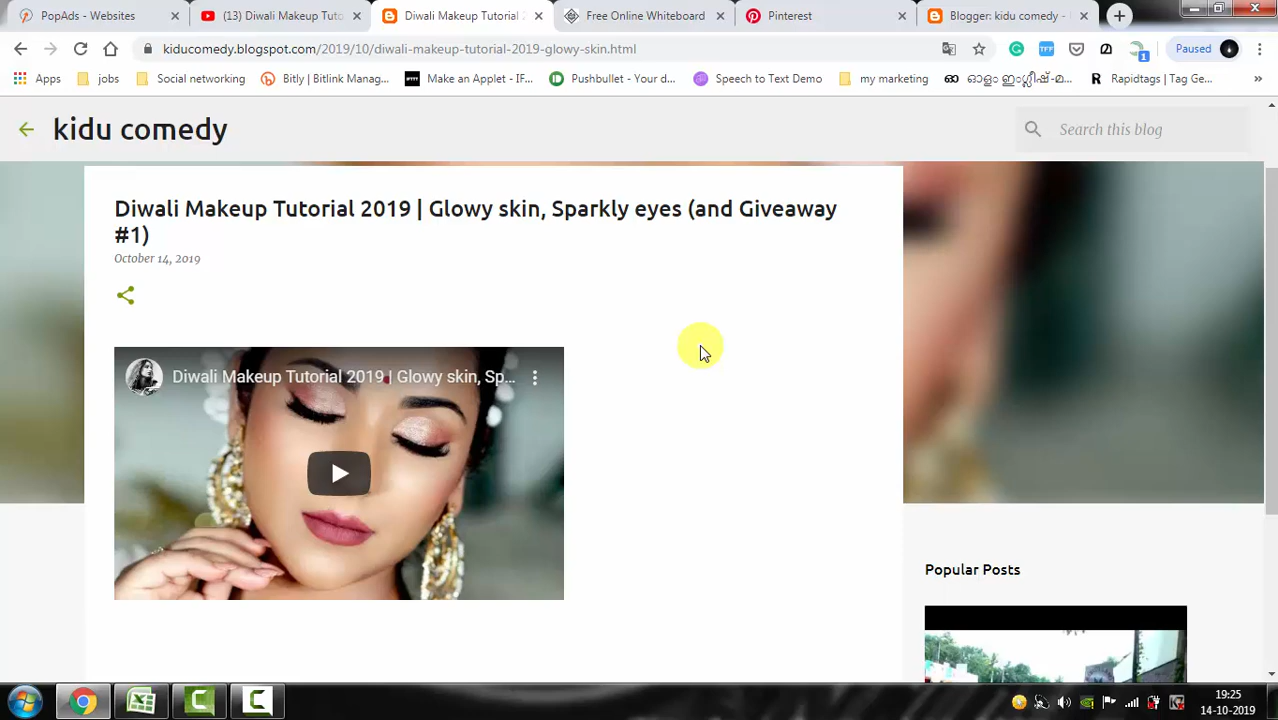 PopAds - Websites
(13) Diwali Makeup Tuto
Diwali Makeup Tutorial 2
Free Online Whiteboard
Pinterest
Blogger: kidu comedy -
kiducomedy.blogspot.com/2019/10/diwali-makeup-tutorial-2019-glowy-skin.html
TFF
1
Paused
Apps
jobs
Social networking
Bitly | Bitlink Manag...
Make an Applet - IF...
Pushbullet - Your d...
Speech to Text Demo
my marketing
ഓളം ഇംഗ്ലീഷ്-മ...
Rapidtags | Tag Ge...
kidu comedy
Search this blog
Diwali Makeup Tutorial 2019 | Glowy skin, Sparkly eyes (and Giveaway
#1)
October 14, 2019
Diwali Makeup Tutorial 2019 | Glowy skin, Sp...
Popular Posts
19:25
14-10-2019